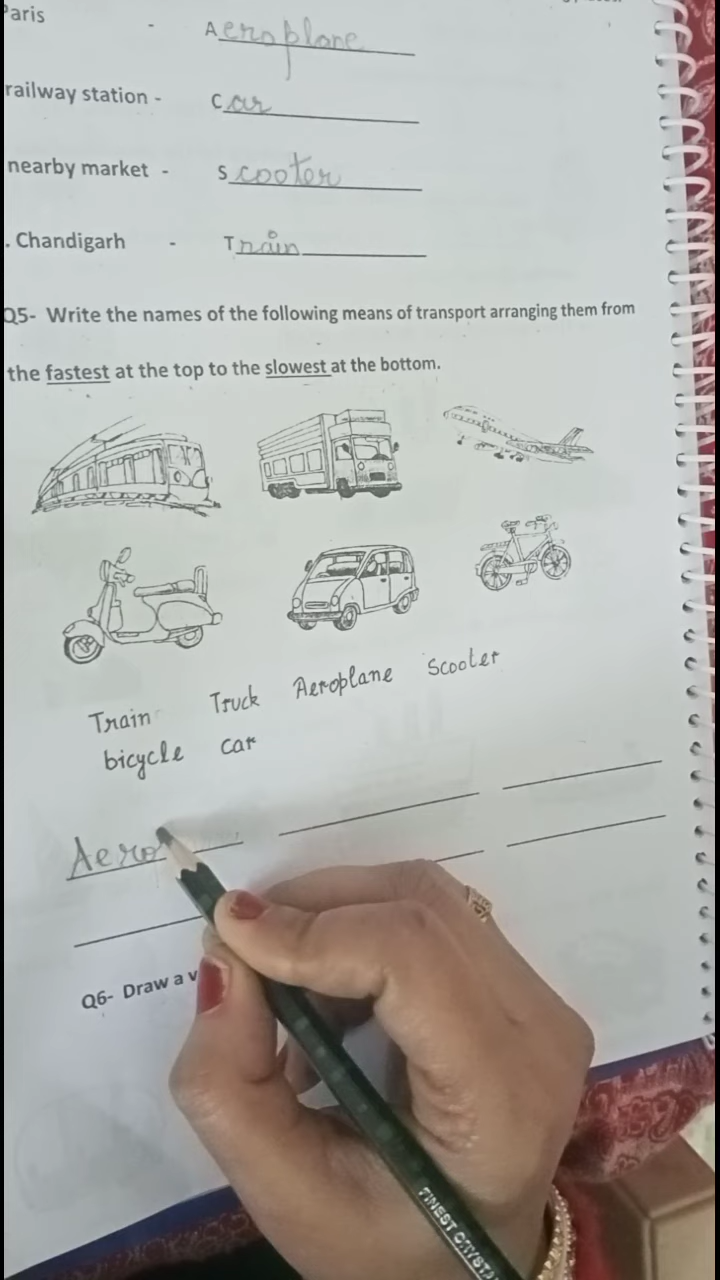 Paris - Aeroplane
railway station - Car
nearby market - Scooter
. Chandigarh - Train
Q5- Write the names of the following means of transport arranging them from
the fastest at the top to the slowest at the bottom.
Train Truck Aeroplane Scooter
bicycle car
Aero
Q6- Draw a v
FINEST CRYSTA